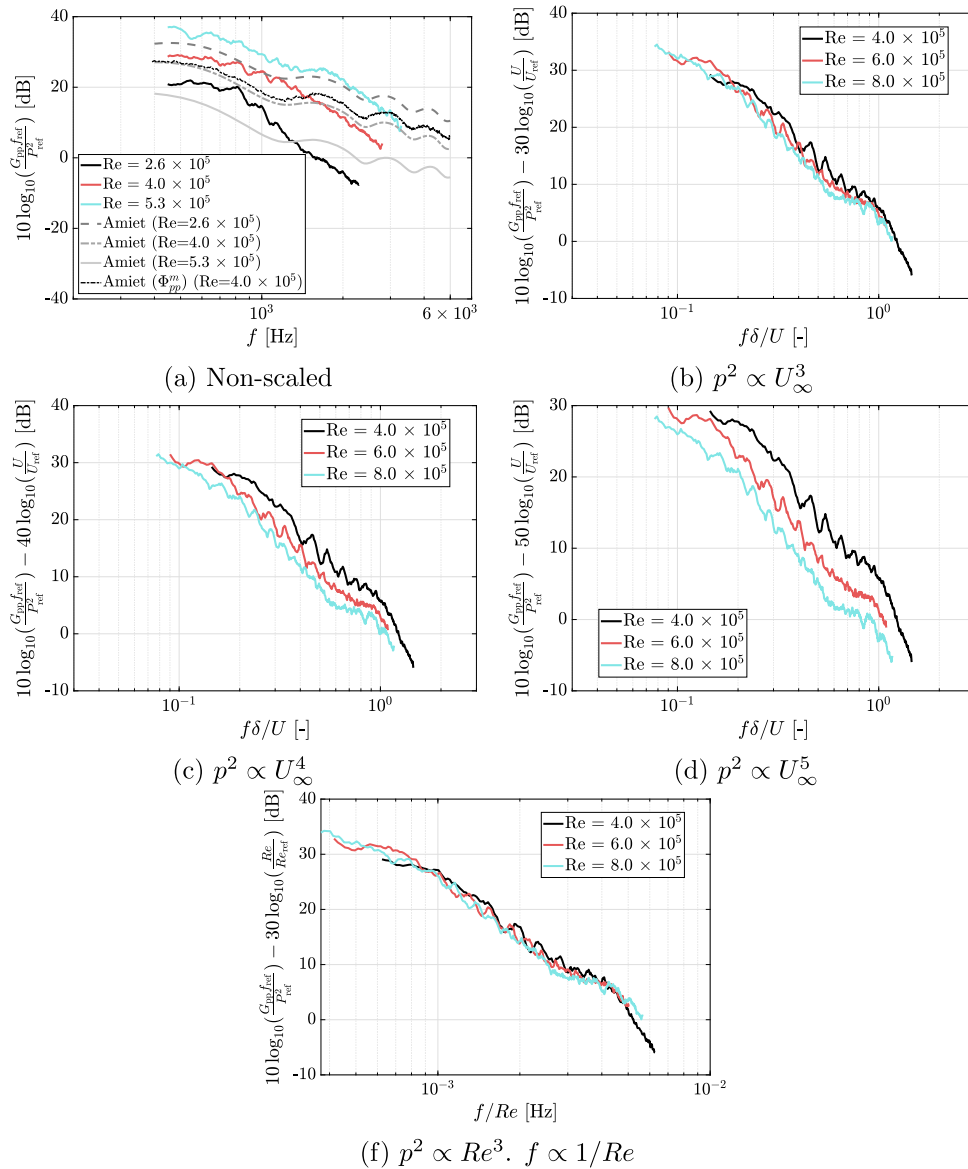 40
20
0
-20
-40
10 log10(Gpp fref / P²ref) [dB]
Re = 2.6 × 10⁵
Re = 4.0 × 10⁵
Re = 5.3 × 10⁵
Amiet (Re=2.6 × 10⁵)
Amiet (Re=4.0 × 10⁵)
Amiet (Re=5.3 × 10⁵)
Amiet (Φᵐpp) (Re=4.0 × 10⁵)
10³
6 × 10³
f [Hz]
(a) Non-scaled
40
30
20
10
0
-10
10 log10(Gpp fref / P²ref) − 30 log10(U / Uref) [dB]
Re = 4.0 × 10⁵
Re = 6.0 × 10⁵
Re = 8.0 × 10⁵
10⁻¹
10⁰
fδ/U [-]
(b) p² ∝ U³∞
40
30
20
10
0
-10
10 log10(Gpp fref / P²ref) − 40 log10(U / Uref) [dB]
Re = 4.0 × 10⁵
Re = 6.0 × 10⁵
Re = 8.0 × 10⁵
10⁻¹
10⁰
fδ/U [-]
(c) p² ∝ U⁴∞
30
20
10
0
-10
10 log10(Gpp fref / P²ref) − 50 log10(U / Uref) [dB]
Re = 4.0 × 10⁵
Re = 6.0 × 10⁵
Re = 8.0 × 10⁵
10⁻¹
10⁰
fδ/U [-]
(d) p² ∝ U⁵∞
40
30
20
10
0
-10
10 log10(Gpp fref / P²ref) − 30 log10(Re / Reref) [dB]
Re = 4.0 × 10⁵
Re = 6.0 × 10⁵
Re = 8.0 × 10⁵
10⁻³
10⁻²
f/Re [Hz]
(f) p² ∝ Re³. f ∝ 1/Re